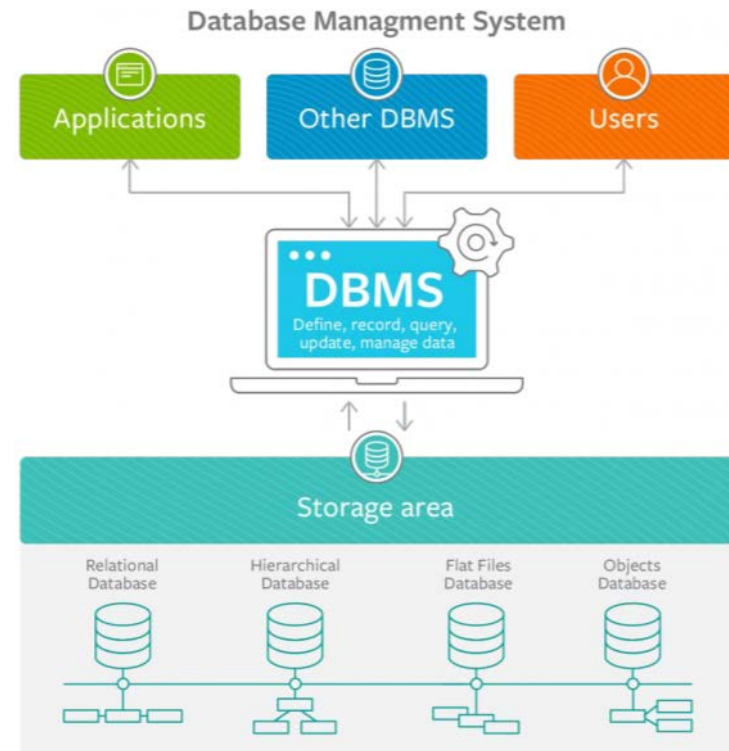 Database Managment System
Applications
Other DBMS
Users
DBMS
Define, record, query,
update, manage data
Storage area
Relational
Database
Hierarchical
Database
Flat Files
Database
Objects
Database